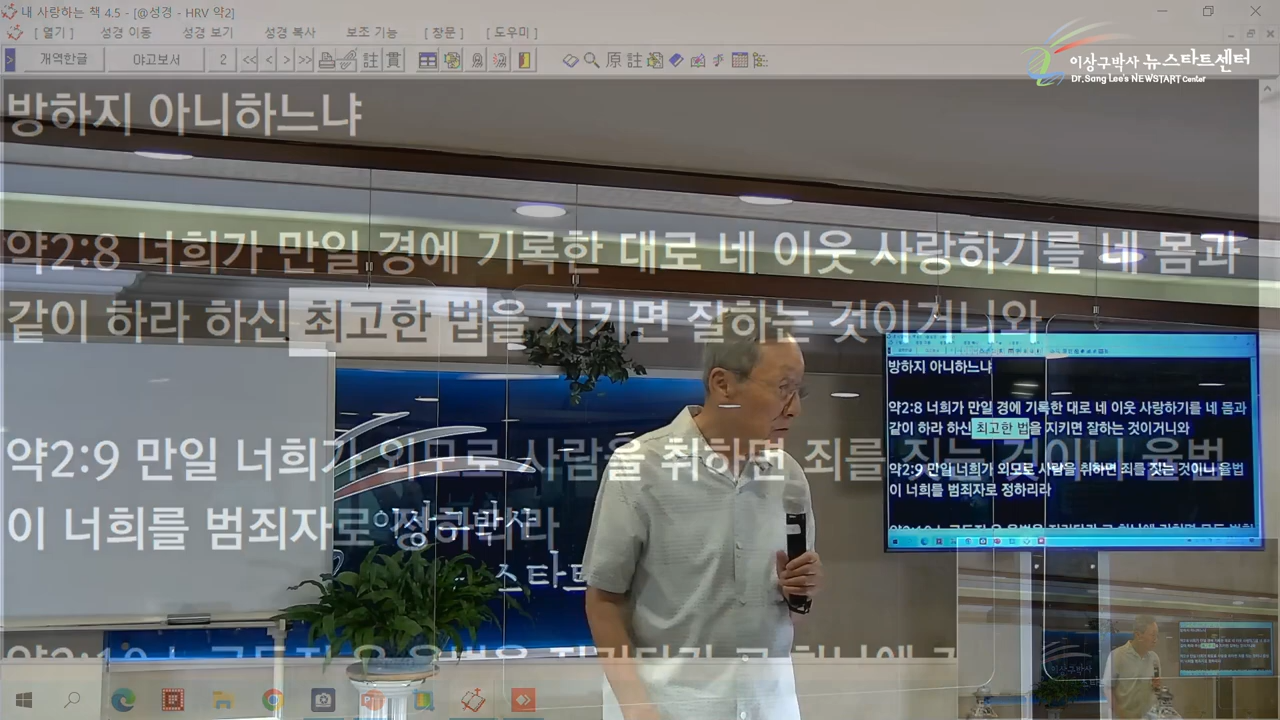 내 사랑하는 책 4.5 - [@성경 - HRV 약2]
[ 열기 ] 성경 이동 성경 보기 성경 복사 보조 기능 [ 창문 ] [ 도우미 ]
개역한글 야고보서 2 << < > >> 註 貫 原 註
이상구박사 뉴스타트센터
Dr. Sang Lee's NEWSTART Center
방하지 아니하느냐
약2:8 너희가 만일 경에 기록한 대로 네 이웃 사랑하기를 네 몸과
같이 하라 하신 최고한 법을 지키면 잘하는 것이거니와
약2:9 만일 너희가 외모로 사람을 취하면 죄를 짓는 것이니 율법
이 너희를 범죄자로 정하리라
방하지 아니하느냐
약2:8 너희가 만일 경에 기록한 대로 네 이웃 사랑하기를 네 몸과
같이 하라 하신 최고한 법을 지키면 잘하는 것이거니와
약2:9 만일 너희가 외모로 사람을 취하면 죄를 짓는 것이니 율법
이 너희를 범죄자로 정하리라
이상구박사
스타트